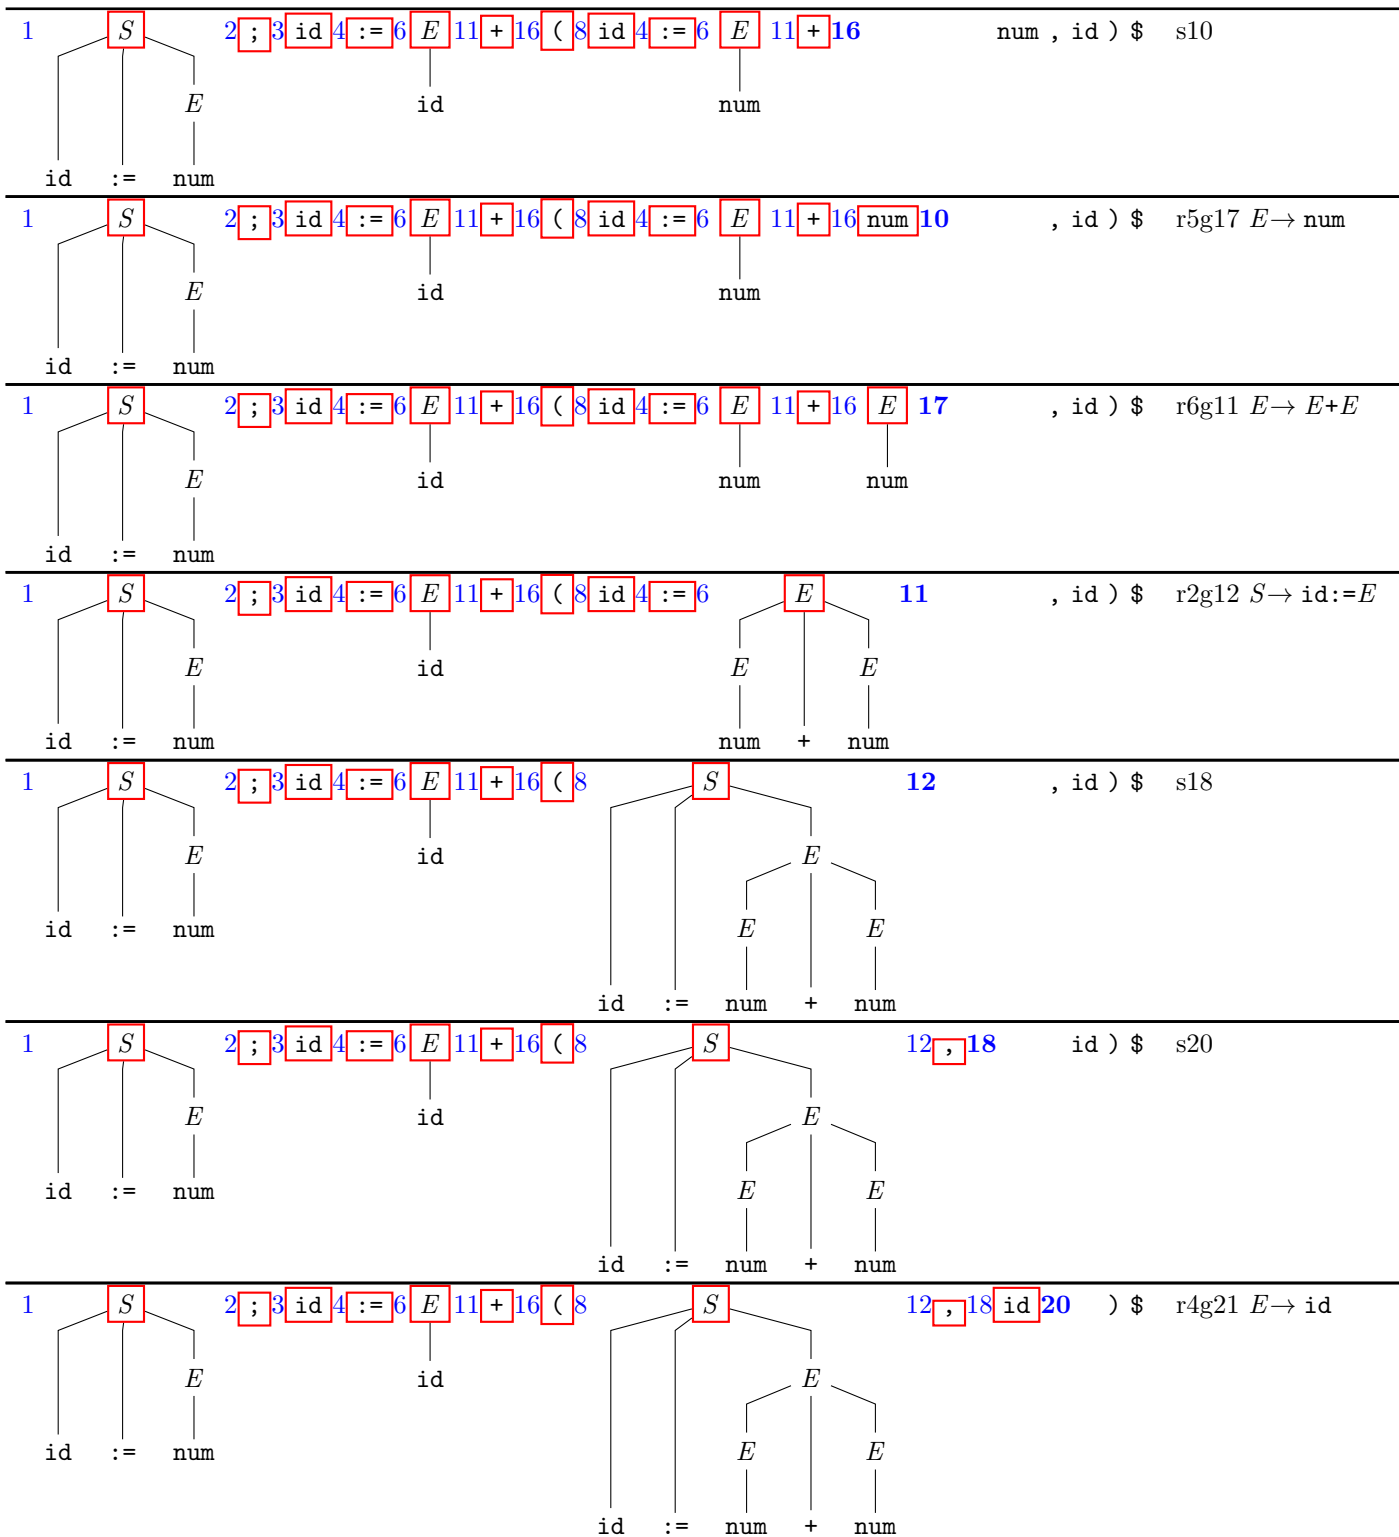 1 S 2 ; 3 id 4 := 6 E 11 + 16 ( 8 id 4 := 6 E 11 + 16 num , id ) $ s10
E id num
id := num
1 S 2 ; 3 id 4 := 6 E 11 + 16 ( 8 id 4 := 6 E 11 + 16 num 10 , id ) $ r5g17 E→ num
E id num
id := num
1 S 2 ; 3 id 4 := 6 E 11 + 16 ( 8 id 4 := 6 E 11 + 16 E 17 , id ) $ r6g11 E→ E+E
E id num num
id := num
1 S 2 ; 3 id 4 := 6 E 11 + 16 ( 8 id 4 := 6 E 11 , id ) $ r2g12 S→ id:=E
E id E E
id := num num + num
1 S 2 ; 3 id 4 := 6 E 11 + 16 ( 8 S 12 , id ) $ s18
E id E
id := num E E
id := num + num
1 S 2 ; 3 id 4 := 6 E 11 + 16 ( 8 S 12 , 18 id ) $ s20
E id E
id := num E E
id := num + num
1 S 2 ; 3 id 4 := 6 E 11 + 16 ( 8 S 12 , 18 id 20 ) $ r4g21 E→ id
E id E
id := num E E
id := num + num